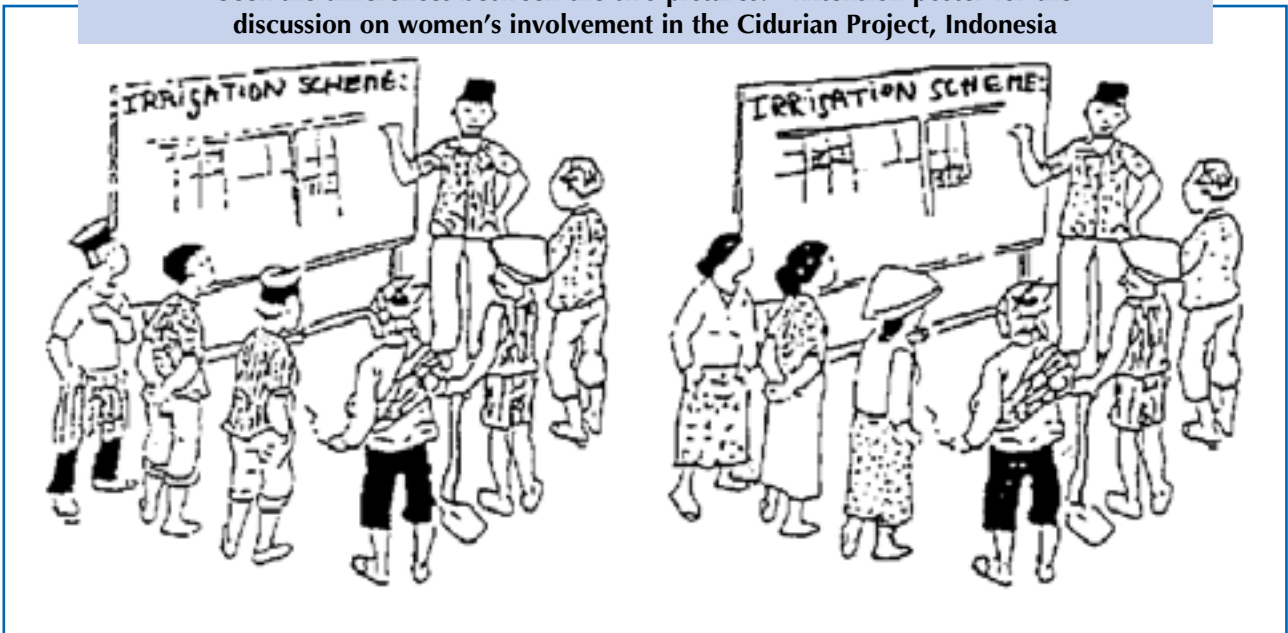 discussion on women's involvement in the Cidurian Project, Indonesia
IRRIGATION SCHEME:
IRRIGATION SCHEME: